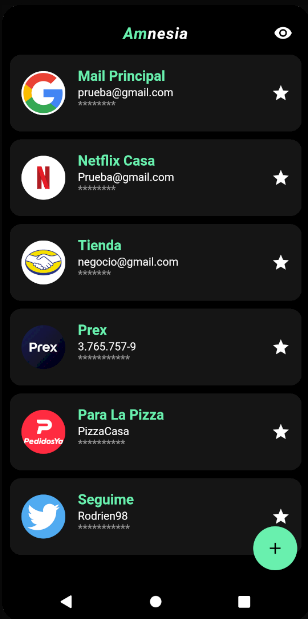 Amnesia
Mail Principal
prueba@gmail.com
********
Netflix Casa
Prueba@gmail.com
********
Tienda
negocio@gmail.com
*******
Prex
Prex
3.765.757-9
***********
Para La Pizza
PedidosYa
PizzaCasa
**********
Seguime
Rodrien98
***********